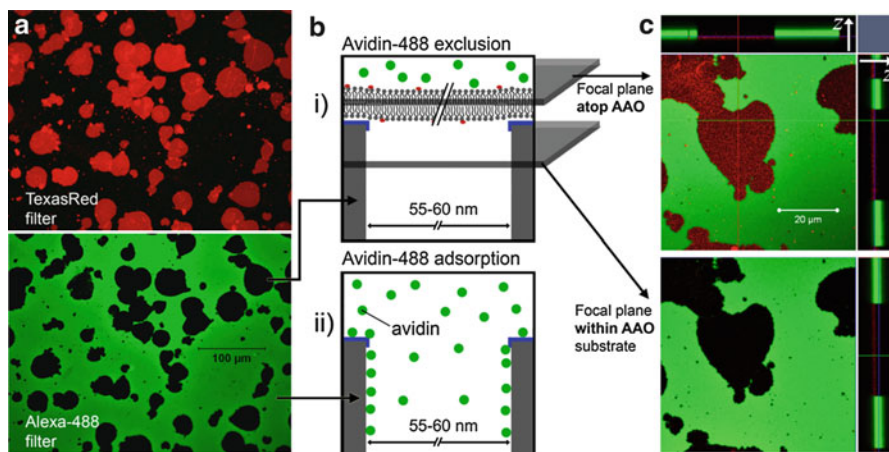 a
TexasRed
filter
100 µm
Alexa-488
filter
b
Avidin-488 exclusion
i)
55-60 nm
Focal plane
atop AAO
Avidin-488 adsorption
ii)
avidin
55-60 nm
Focal plane
within AAO
substrate
c
z
z
20 µm